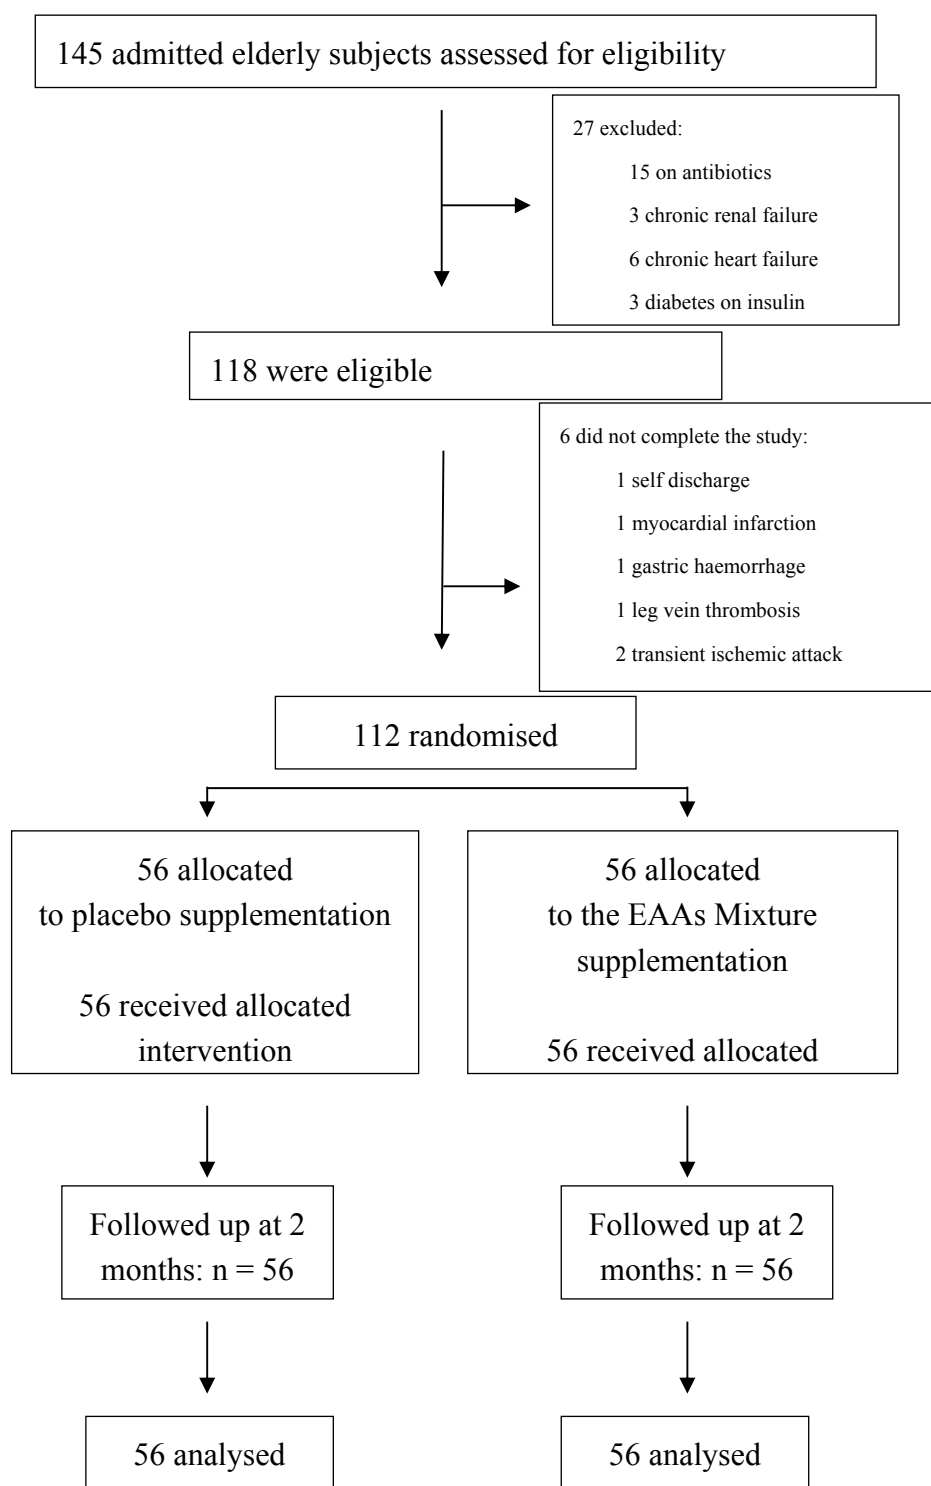 145 admitted elderly subjects assessed for eligibility
27 excluded:
15 on antibiotics
3 chronic renal failure
6 chronic heart failure
3 diabetes on insulin
118 were eligible
6 did not complete the study:
1 self discharge
1 myocardial infarction
1 gastric haemorrhage
1 leg vein thrombosis
2 transient ischemic attack
112 randomised
56 allocated
to placebo supplementation
56 received allocated
intervention
56 allocated
to the EAAs Mixture
supplementation
56 received allocated
Followed up at 2
months: n = 56
Followed up at 2
months: n = 56
56 analysed
56 analysed